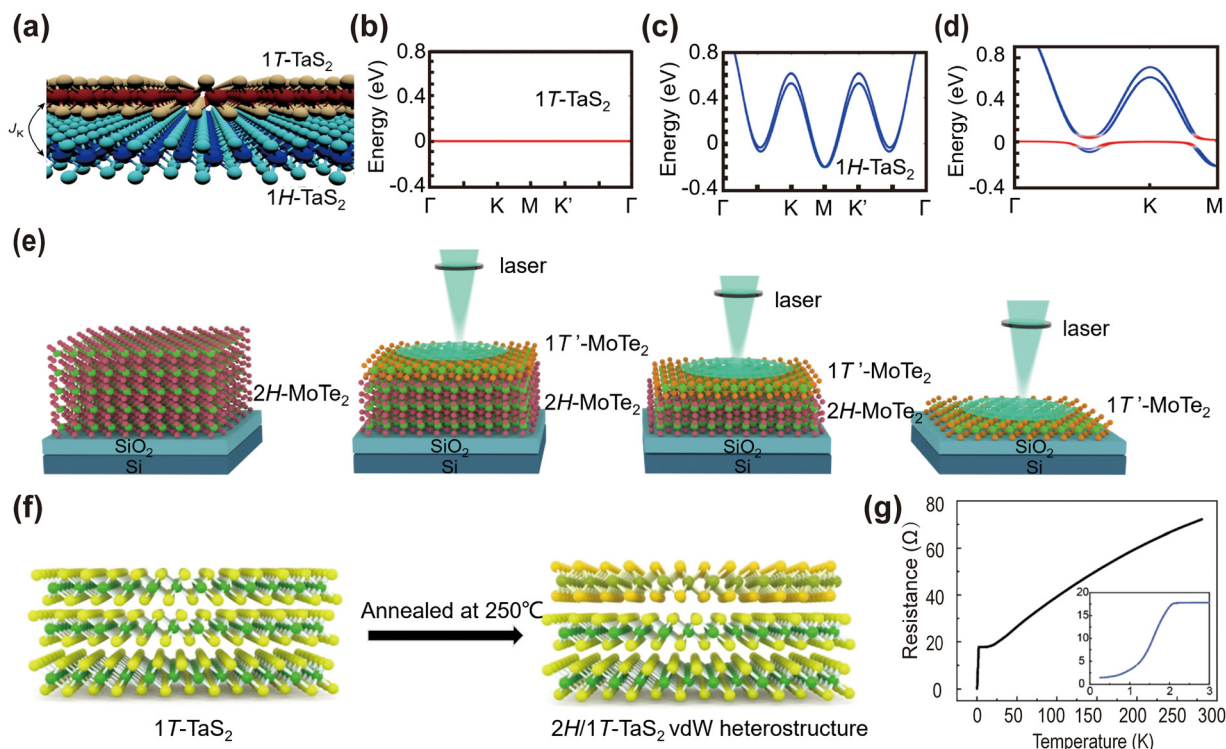 (a)
1T-TaS₂
J_K
1H-TaS₂
(b)
Energy (eV)
0.8
0.4
0
-0.4
1T-TaS₂
Γ K M K' Γ
(c)
Energy (eV)
0.8
0.4
0
-0.4
1H-TaS₂
Γ K M K' Γ
(d)
Energy (eV)
0.8
0.4
0
-0.4
Γ K M
(e)
2H-MoTe₂
SiO₂
Si
laser
1T'-MoTe₂
2H-MoTe₂
SiO₂
Si
laser
1T'-MoTe₂
2H-MoTe₂
SiO₂
Si
laser
1T'-MoTe₂
SiO₂
Si
(f)
1T-TaS₂
Annealed at 250℃
2H/1T-TaS₂ vdW heterostructure
(g)
Resistance (Ω)
80
60
40
20
0
20
15
10
5
0
0 1 2 3
0 50 100 150 200 250 300
Temperature (K)